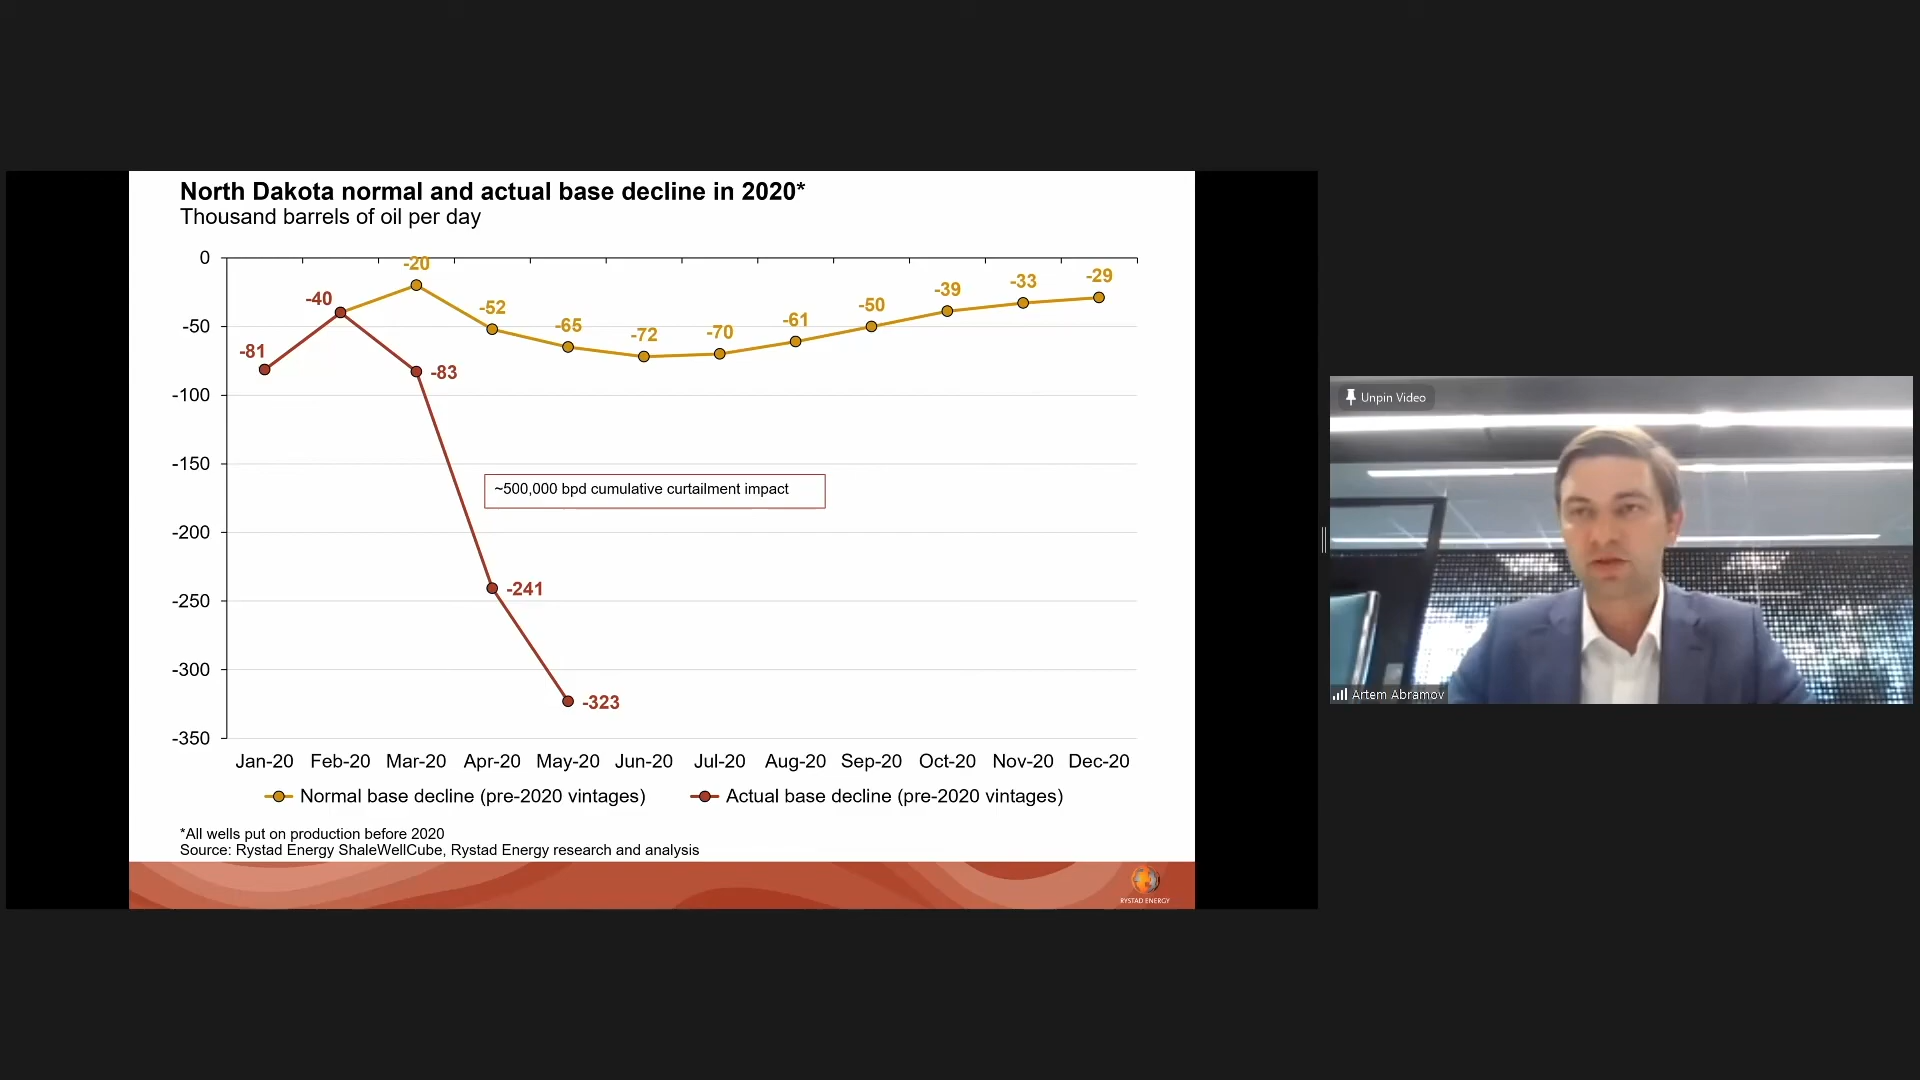 North Dakota normal and actual base decline in 2020*
Thousand barrels of oil per day
0
-50
-100
-150
-200
-250
-300
-350
-81
-40
-20
-52
-65
-72
-70
-61
-50
-39
-33
-29
-83
-241
-323
~500,000 bpd cumulative curtailment impact
Jan-20 Feb-20 Mar-20 Apr-20 May-20 Jun-20 Jul-20 Aug-20 Sep-20 Oct-20 Nov-20 Dec-20
Normal base decline (pre-2020 vintages) Actual base decline (pre-2020 vintages)
*All wells put on production before 2020
Source: Rystad Energy ShaleWellCube, Rystad Energy research and analysis
RYSTAD ENERGY
Unpin Video
Artem Abramov